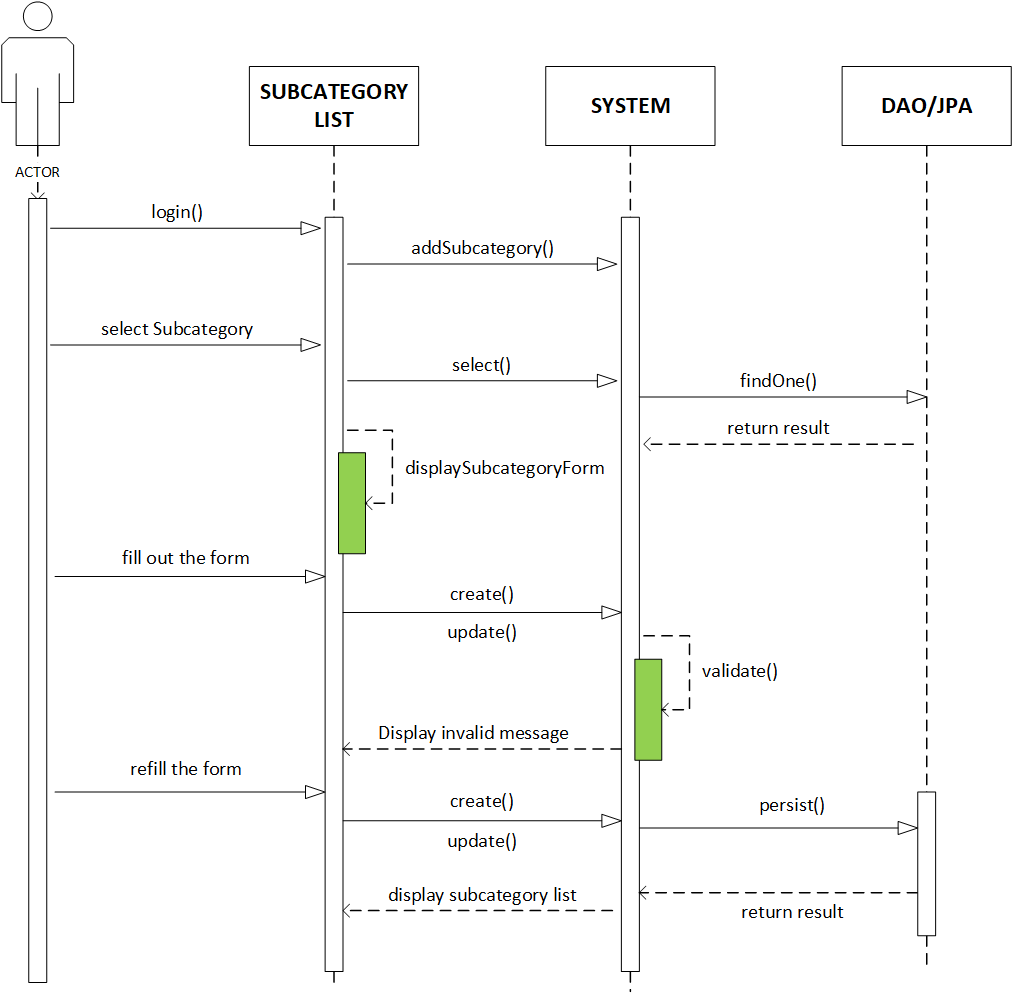 SUBCATEGORY
LIST
SYSTEM
DAO/JPA
ACTOR
login()
addSubcategory()
select Subcategory
select()
findOne()
return result
displaySubcategoryForm
fill out the form
create()
update()
validate()
Display invalid message
refill the form
create()
persist()
update()
display subcategory list
return result